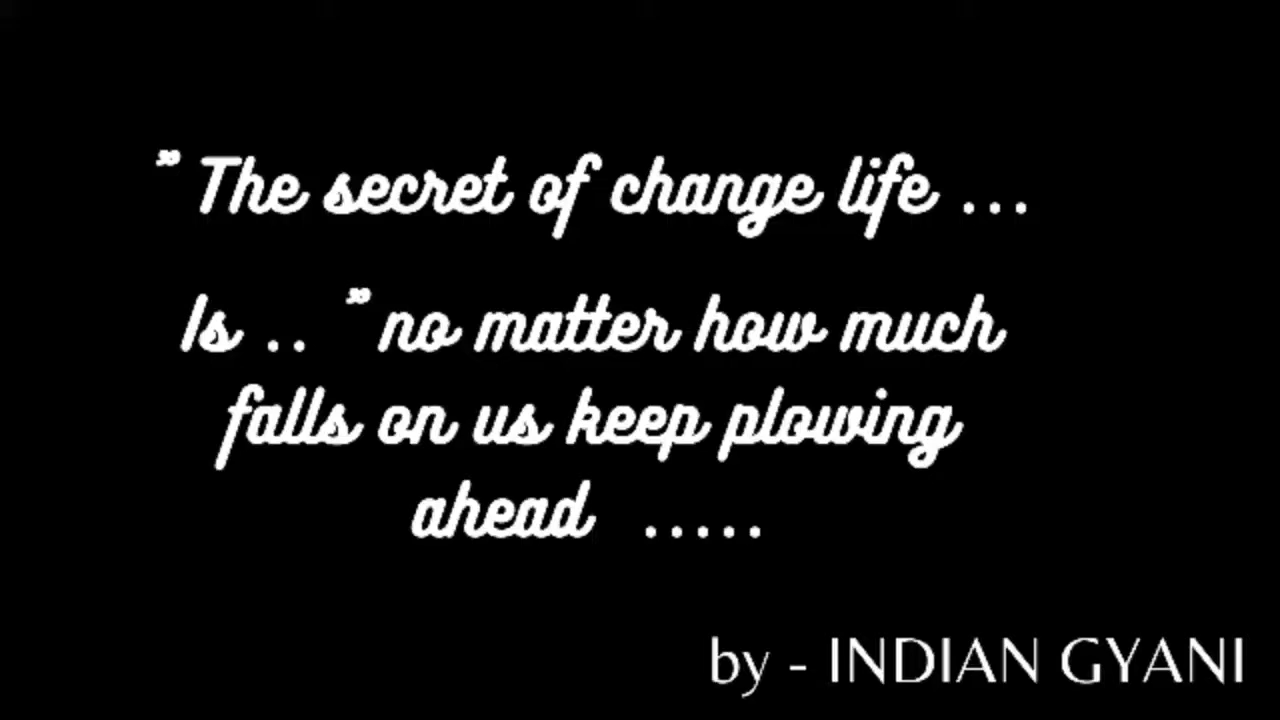 " The secret of change life ...
Is .. " no matter how much
falls on us keep plowing
ahead .....
by - INDIAN GYANI